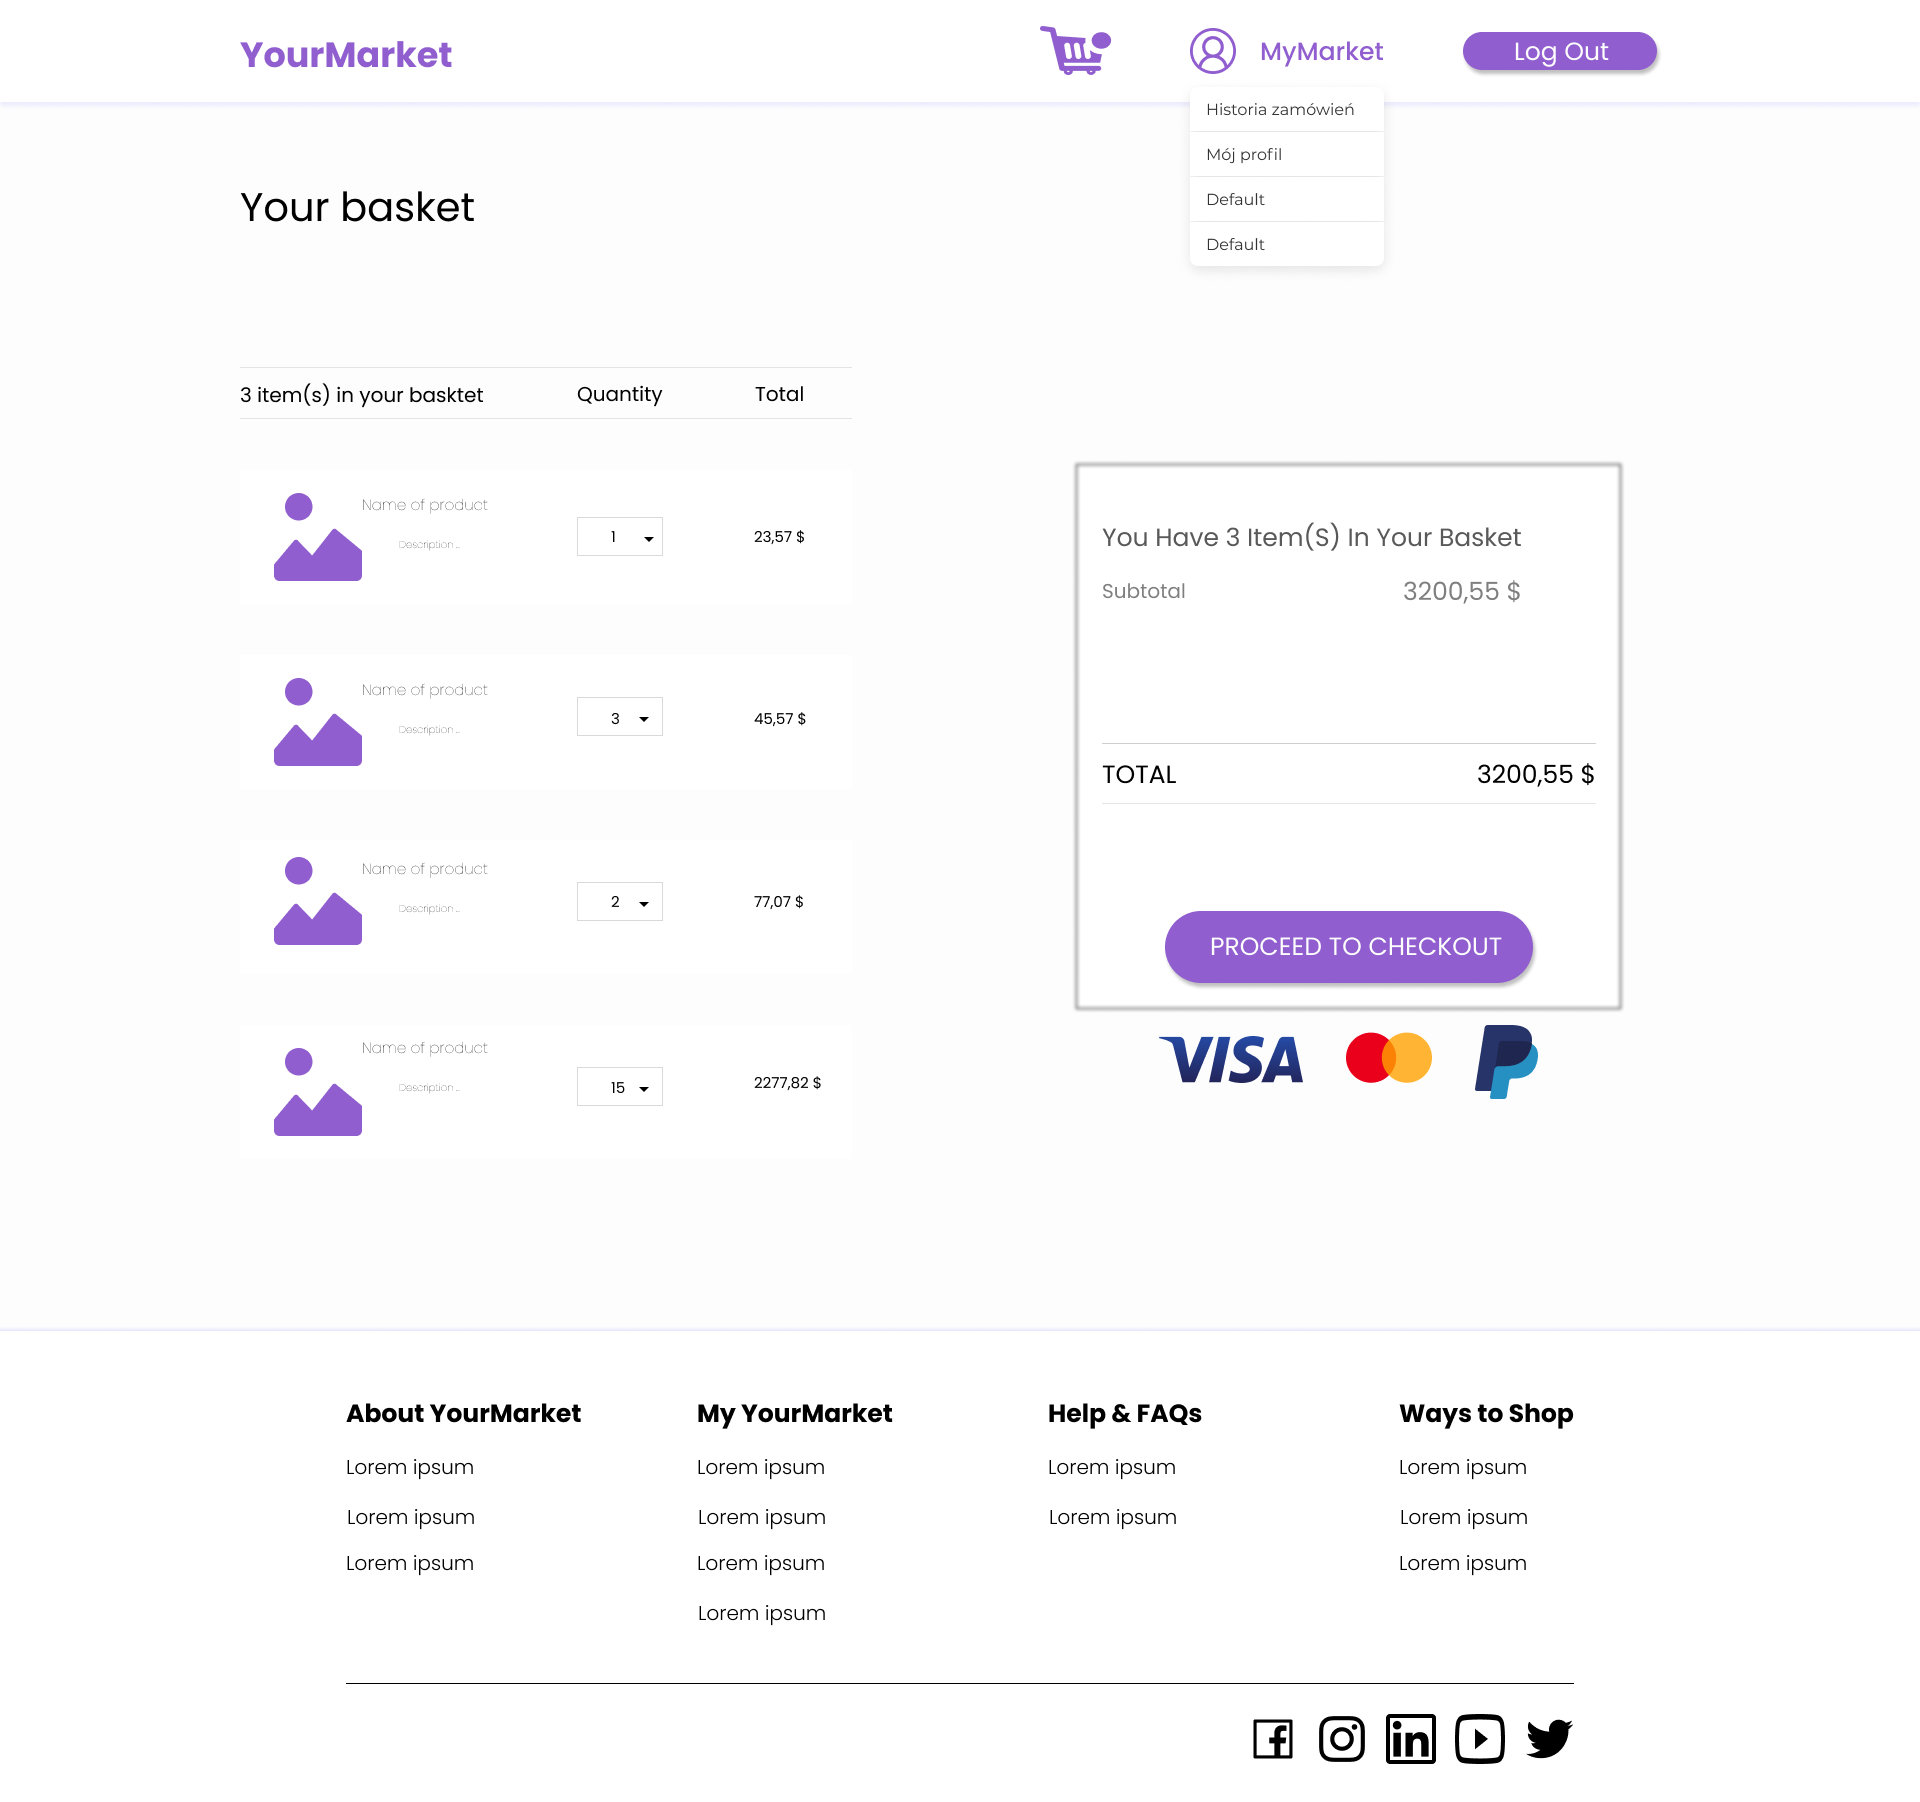 YourMarket
MyMarket
Log Out
Historia zamówień
Mój profil
Default
Default
Your basket
3 item(s) in your basktet Quantity Total
Name of product
Description ...
1
23,57 $
Name of product
Description ...
3
45,57 $
Name of product
Description ...
2
77,07 $
Name of product
Description ...
15
2277,82 $
You Have 3 Item(S) In Your Basket
Subtotal 3200,55 $
TOTAL 3200,55 $
PROCEED TO CHECKOUT
VISA
About YourMarket
Lorem ipsum
Lorem ipsum
Lorem ipsum
My YourMarket
Lorem ipsum
Lorem ipsum
Lorem ipsum
Lorem ipsum
Help & FAQs
Lorem ipsum
Lorem ipsum
Ways to Shop
Lorem ipsum
Lorem ipsum
Lorem ipsum